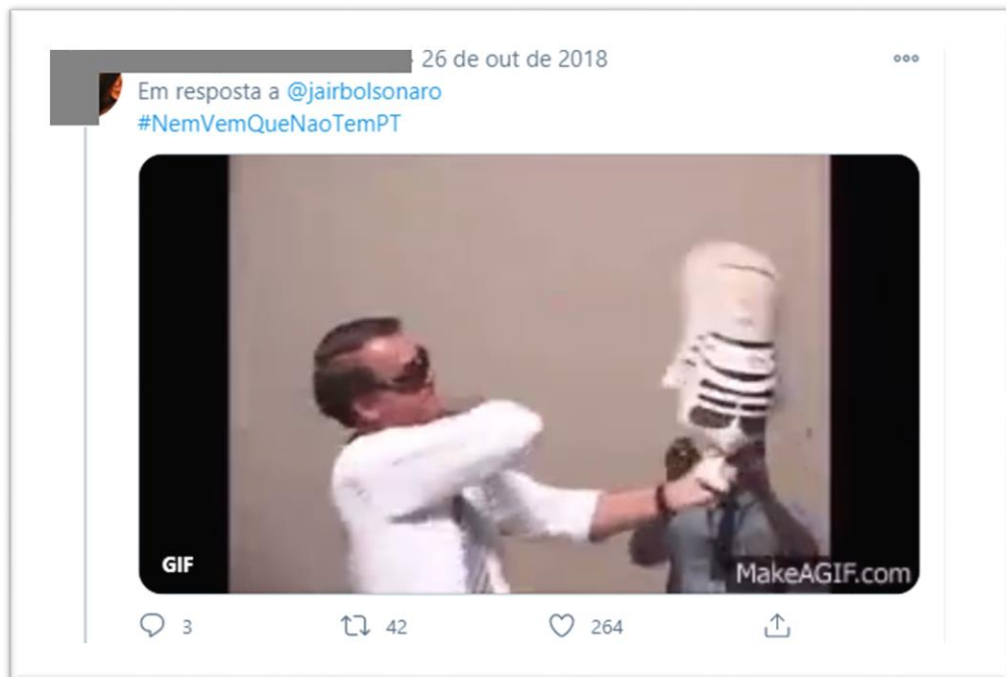 · 26 de out de 2018
Em resposta a @jairbolsonaro
#NemVemQueNaoTemPT
GIF
MakeAGIF.com
3 42 264